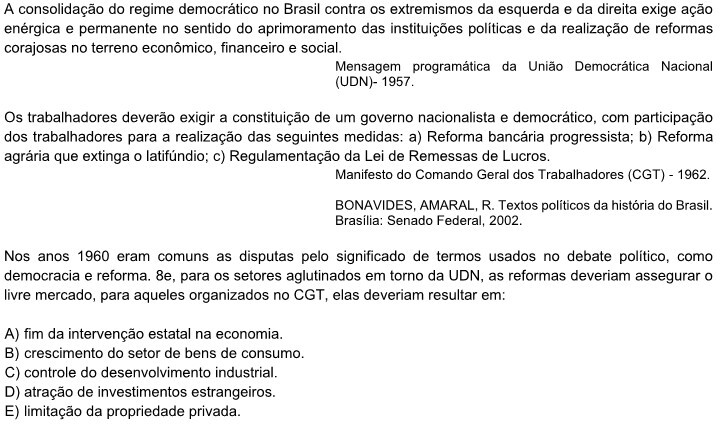 A consolidação do regime democrático no Brasil contra os extremismos da esquerda e da direita exige ação
enérgica e permanente no sentido do aprimoramento das instituições políticas e da realização de reformas
corajosas no terreno econômico, financeiro e social.
Mensagem programática da União Democrática Nacional
(UDN)- 1957.
Os trabalhadores deverão exigir a constituição de um governo nacionalista e democrático, com participação
dos trabalhadores para a realização das seguintes medidas: a) Reforma bancária progressista; b) Reforma
agrária que extinga o latifúndio; c) Regulamentação da Lei de Remessas de Lucros.
Manifesto do Comando Geral dos Trabalhadores (CGT) - 1962.
BONAVIDES, AMARAL, R. Textos políticos da história do Brasil.
Brasília: Senado Federal, 2002.
Nos anos 1960 eram comuns as disputas pelo significado de termos usados no debate político, como
democracia e reforma. 8e, para os setores aglutinados em torno da UDN, as reformas deveriam assegurar o
livre mercado, para aqueles organizados no CGT, elas deveriam resultar em:
A) fim da intervenção estatal na economia.
B) crescimento do setor de bens de consumo.
C) controle do desenvolvimento industrial.
D) atração de investimentos estrangeiros.
E) limitação da propriedade privada.